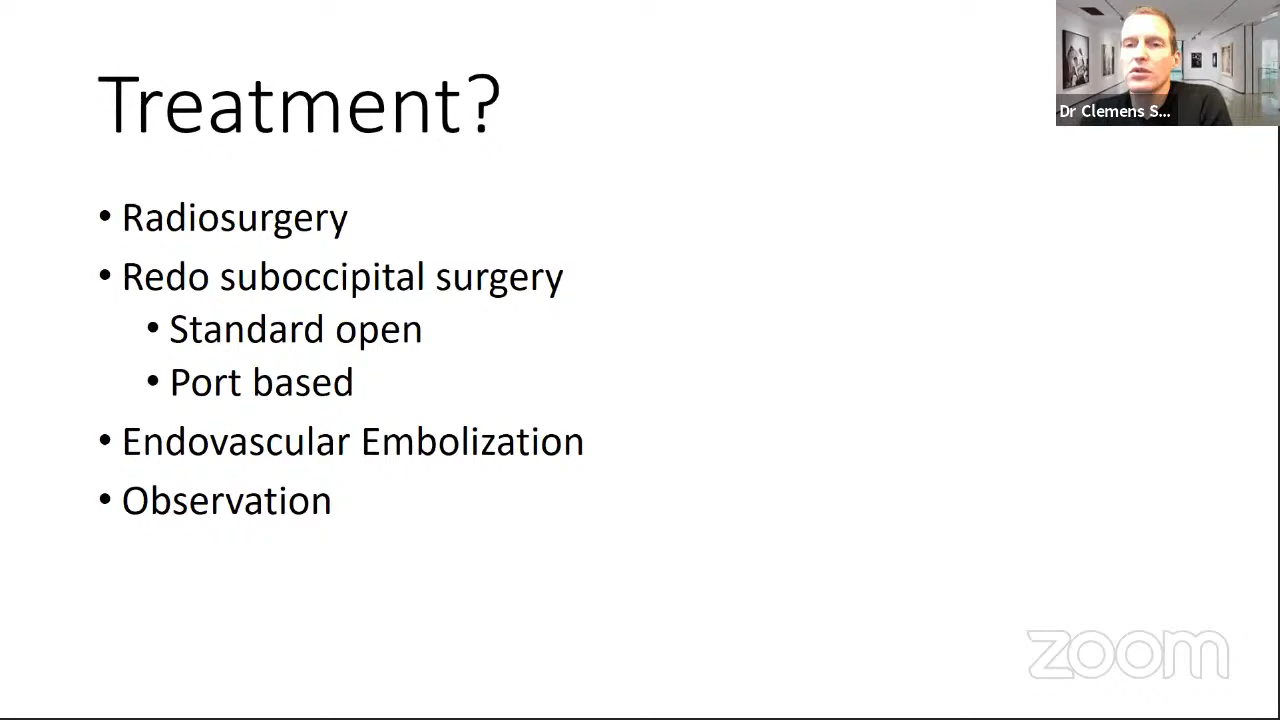 Treatment?
Dr Clemens S...
• Radiosurgery
• Redo suboccipital surgery
• Standard open
• Port based
• Endovascular Embolization
• Observation
zoom